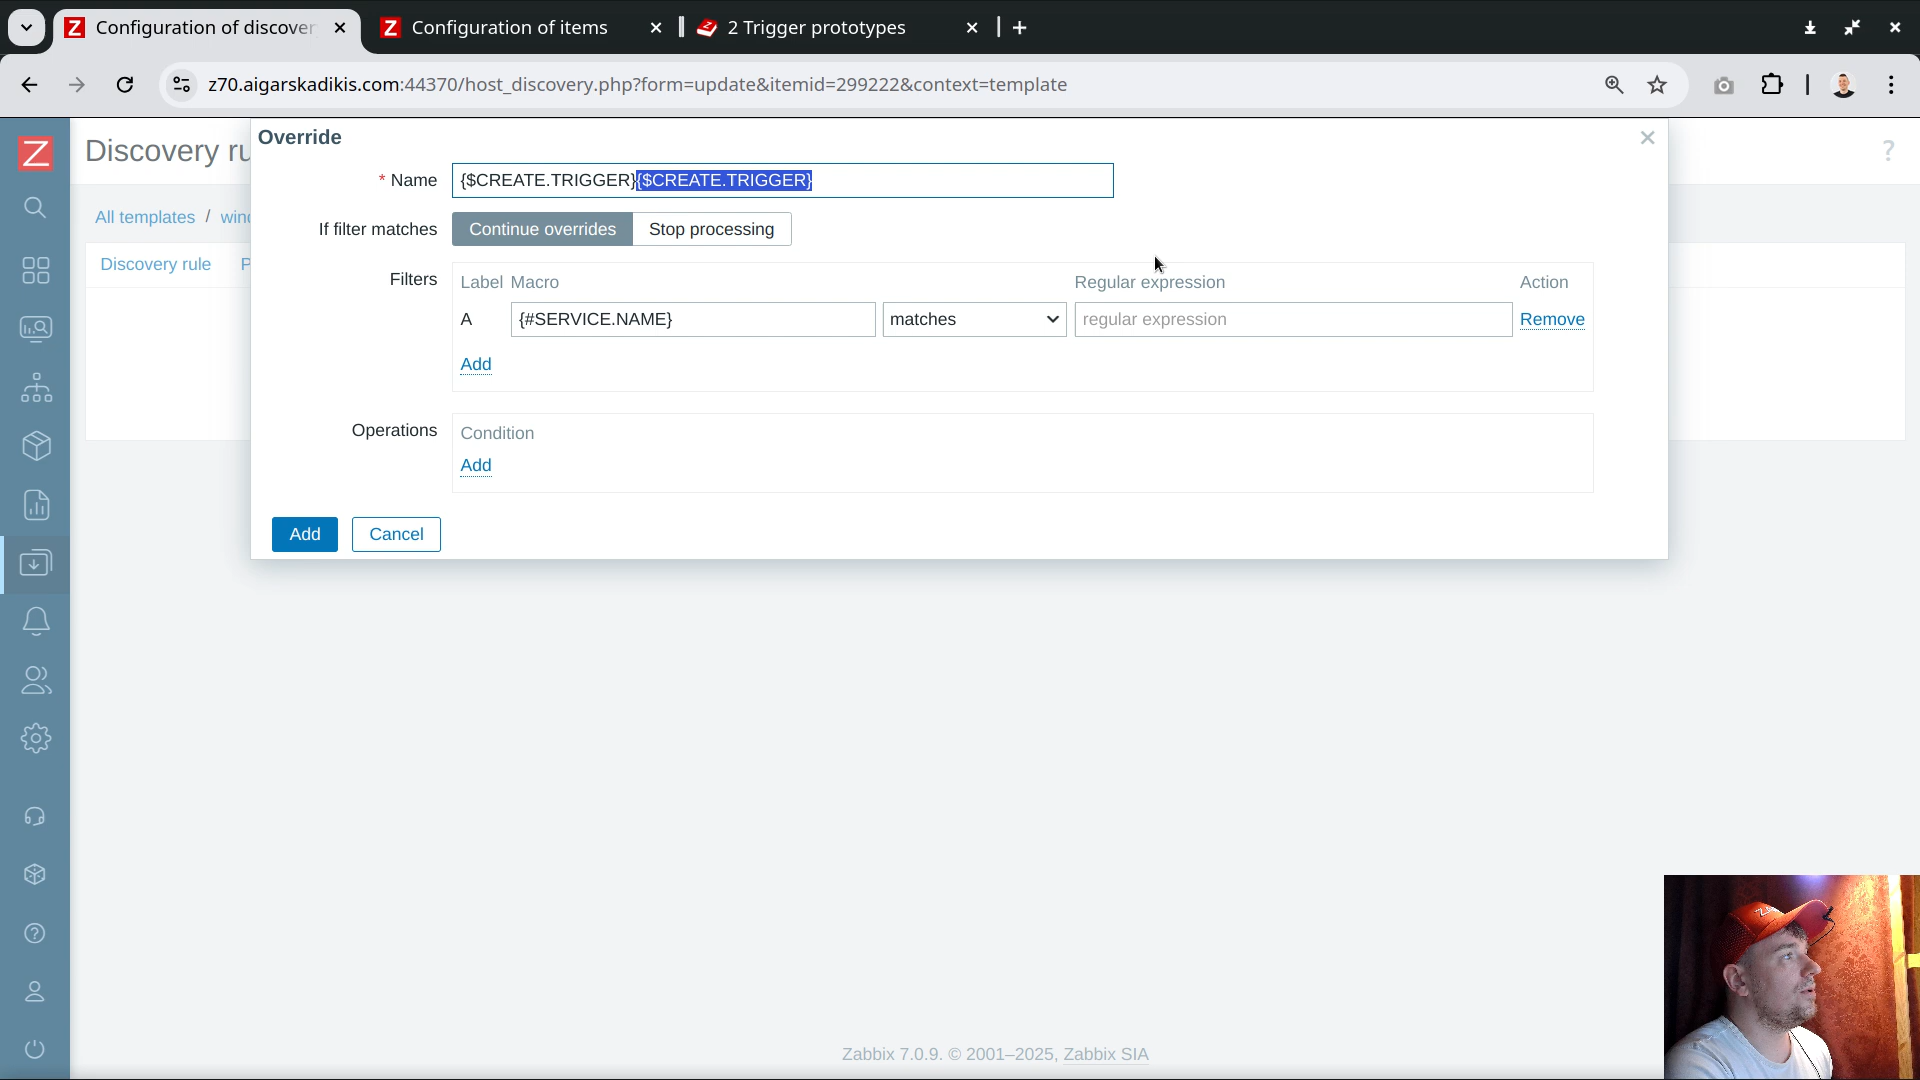 Configuration of discover
Configuration of items
2 Trigger prototypes
z70.aigarskadikis.com:44370/host_discovery.php?form=update&itemid=299222&context=template
Z
Discovery ru
Override
* Name
{$CREATE.TRIGGER}{$CREATE.TRIGGER}
?
All templates / wind
If filter matches
Continue overrides
Stop processing
Discovery rule
P
Filters
Label Macro
Regular expression
Action
A
{#SERVICE.NAME}
matches
regular expression
Remove
Add
Operations
Condition
Add
Add
Cancel
Zabbix 7.0.9. © 2001–2025, Zabbix SIA